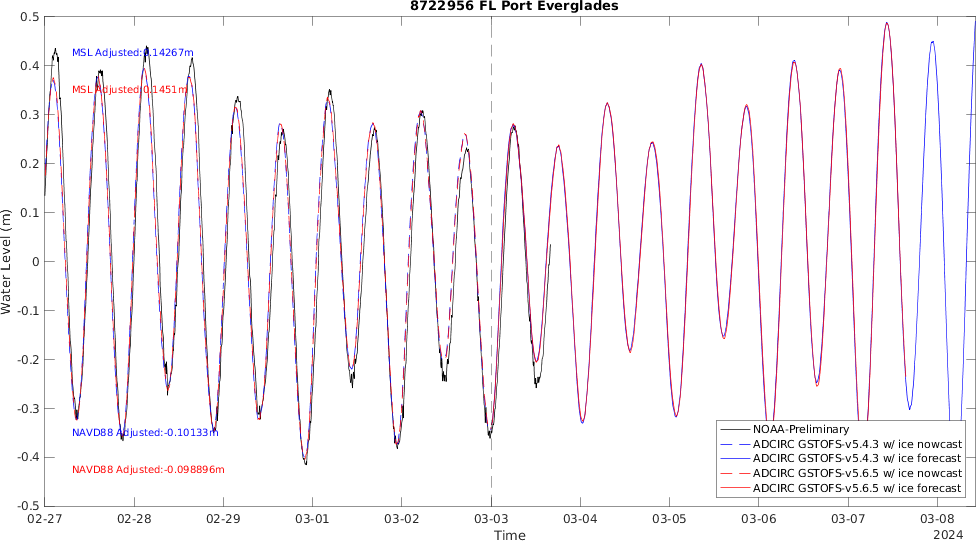 8722956 FL Port Everglades
0.5
0.4
0.3
0.2
0.1
0
-0.1
-0.2
-0.3
-0.4
-0.5
Water Level (m)
MSL Adjusted:0.14267m
MSL Adjusted:0.1451m
NAVD88 Adjusted:-0.10133m
NAVD88 Adjusted:-0.098896m
NOAA-Preliminary
ADCIRC GSTOFS-v5.4.3 w/ ice nowcast
ADCIRC GSTOFS-v5.4.3 w/ ice forecast
ADCIRC GSTOFS-v5.6.5 w/ ice nowcast
ADCIRC GSTOFS-v5.6.5 w/ ice forecast
02-27 02-28 02-29 03-01 03-02 03-03 03-04 03-05 03-06 03-07 03-08
2024
Time